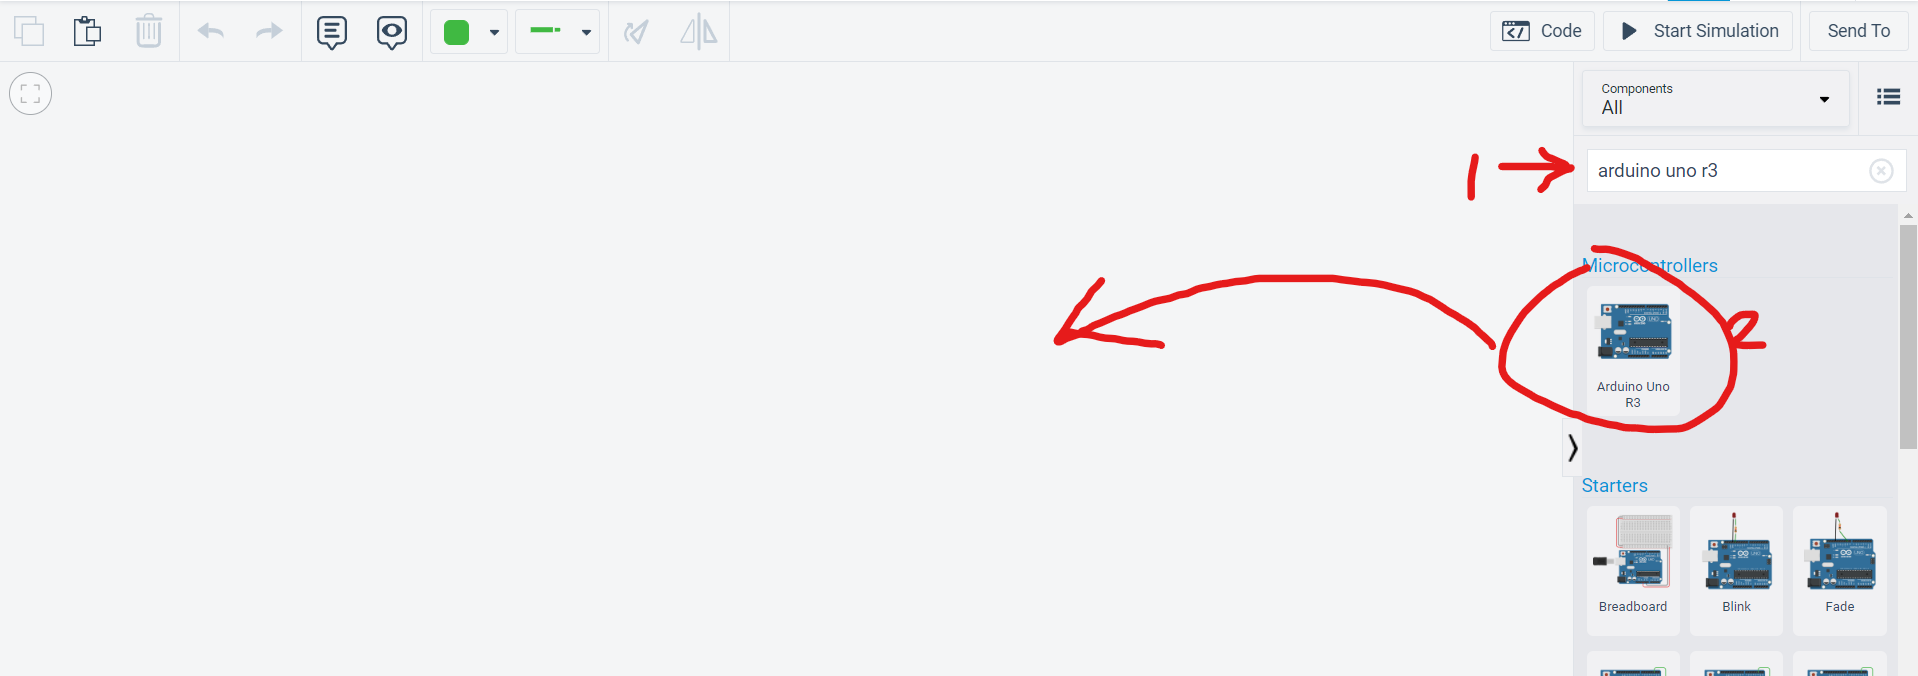 Code
Start Simulation
Send To
Components
All
1
arduino uno r3
Microcontrollers
2
Arduino Uno
R3
Starters
Breadboard
Blink
Fade